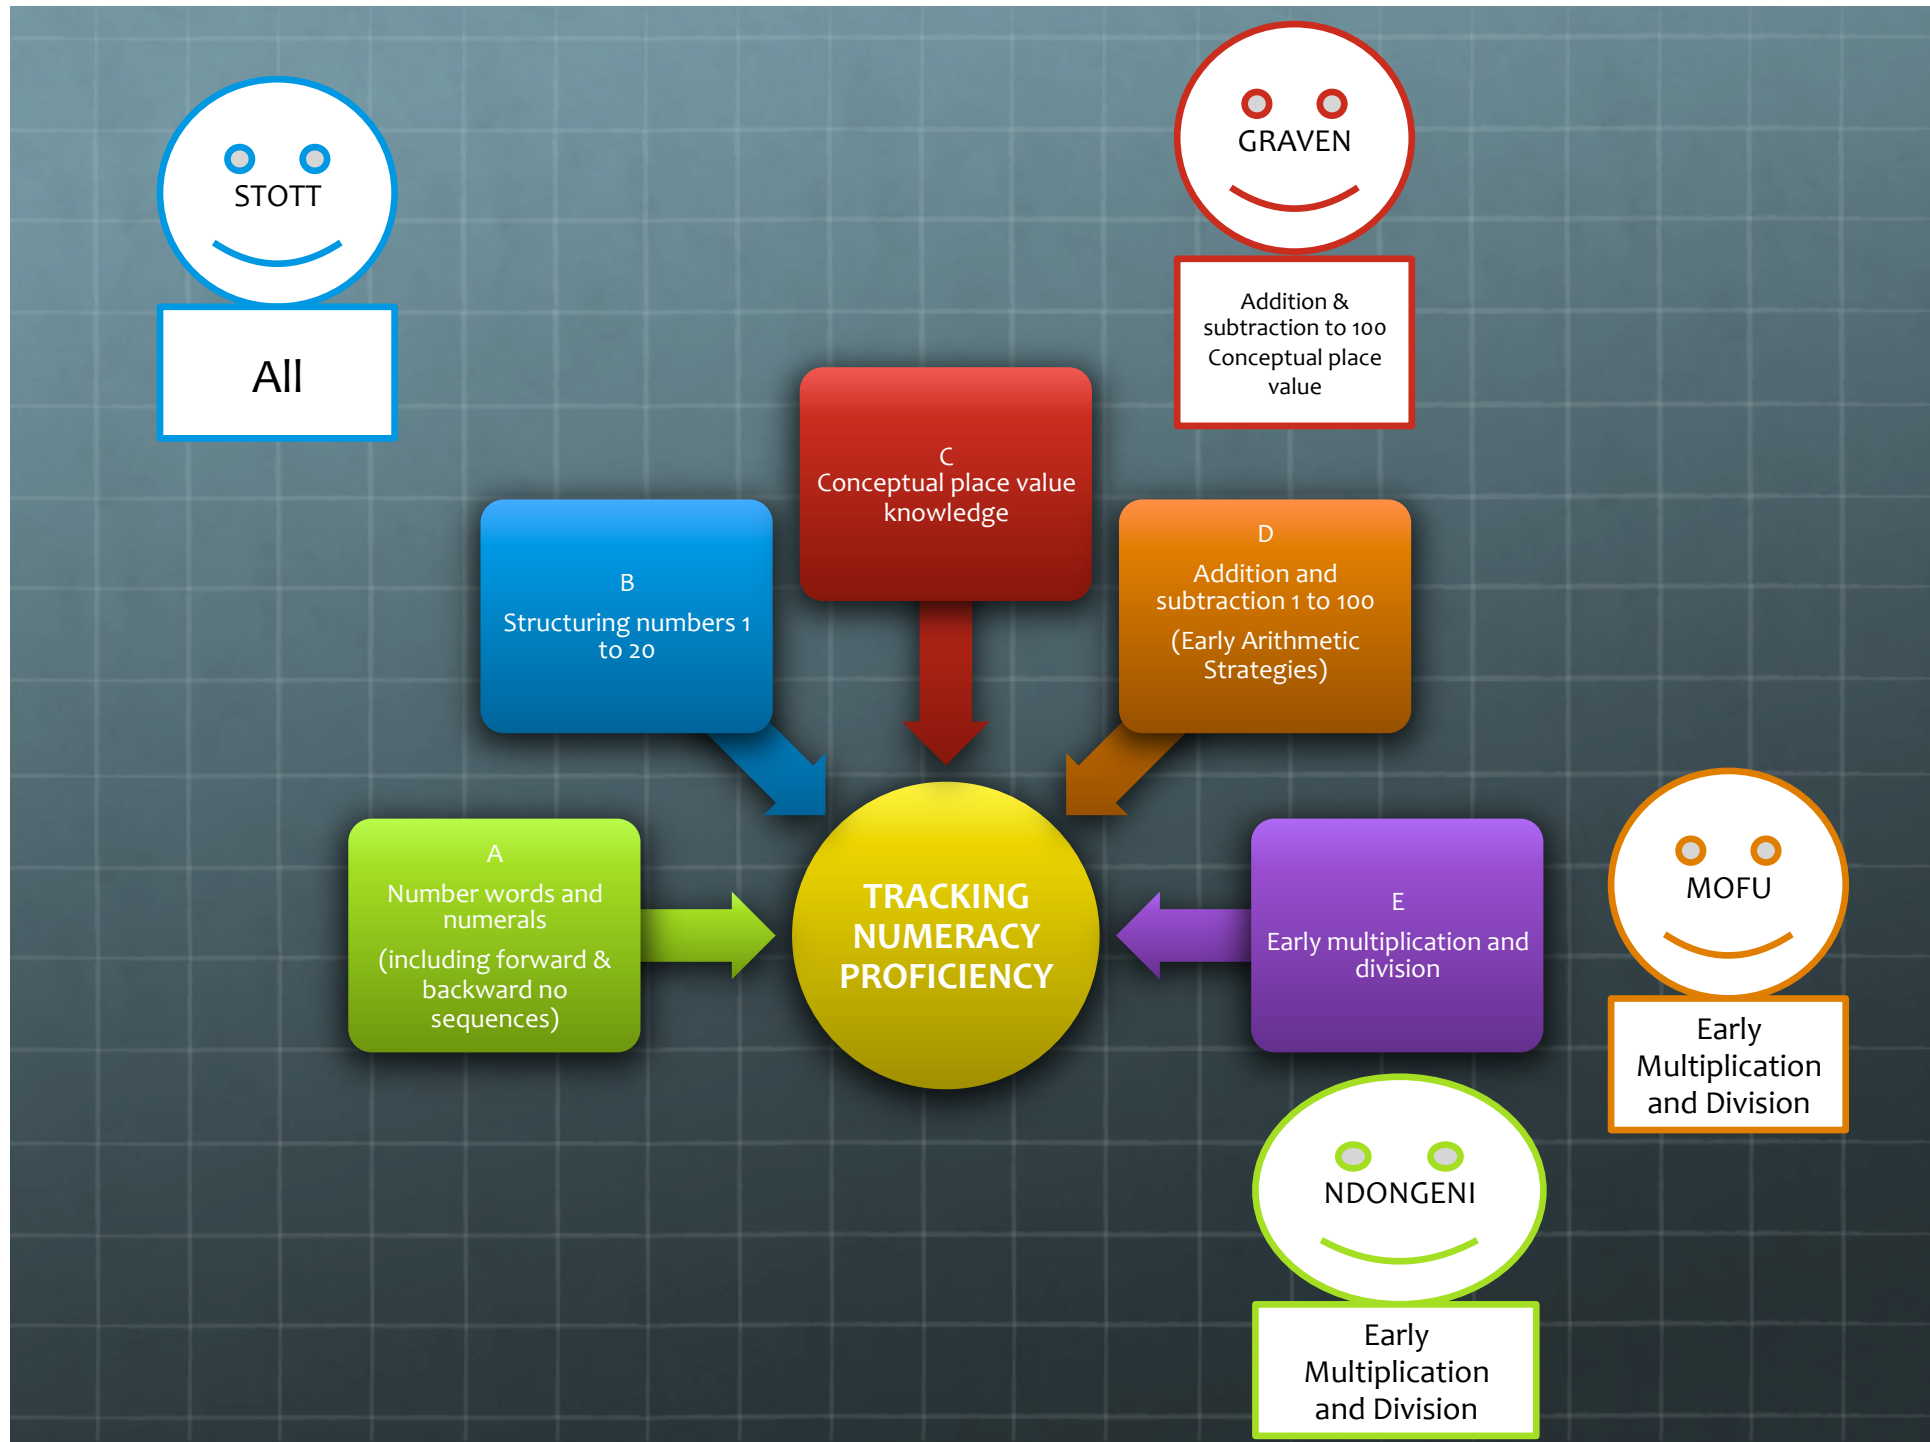 STOTT
All
GRAVEN
Addition &
subtraction to 100
Conceptual place
value
C
Conceptual place value
knowledge
B
Structuring numbers 1
to 20
D
Addition and
subtraction 1 to 100
(Early Arithmetic
Strategies)
A
Number words and
numerals
(including forward &
backward no
sequences)
TRACKING
NUMERACY
PROFICIENCY
E
Early multiplication and
division
MOFU
Early
Multiplication
and Division
NDONGENI
Early
Multiplication
and Division